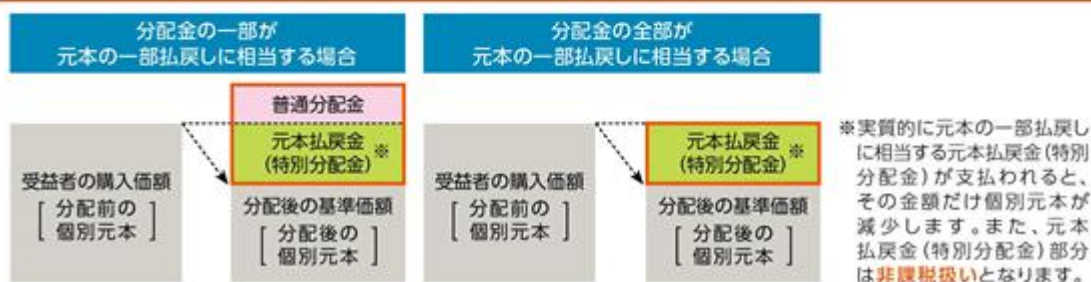 分配金の一部が
元本の一部払戻しに相当する場合
普通分配金
元本払戻金
(特別分配金)
※
受益者の購入価額
分配前の
個別元本
分配後の基準価額
分配後の
個別元本
分配金の全部が
元本の一部払戻しに相当する場合
元本払戻金
(特別分配金)
※
受益者の購入価額
分配前の
個別元本
分配後の基準価額
分配後の
個別元本
※実質的に元本の一部払戻し
に相当する元本払戻金(特別
分配金)が支払われると、
その金額だけ個別元本が
減少します。また、元本
払戻金(特別分配金)部分
は非課税扱いとなります。